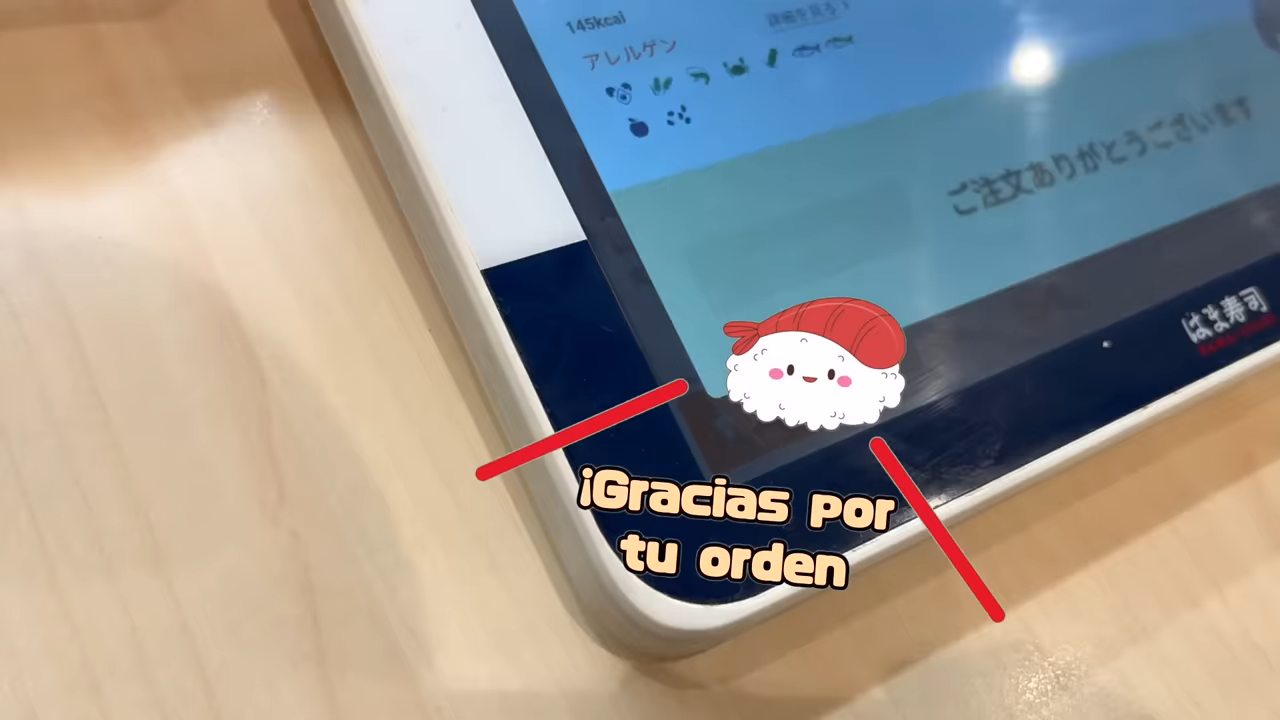 145kcal
詳細を見る
アレルゲン
ご注文ありがとうございます
はま寿司
¡Gracias por
tu orden